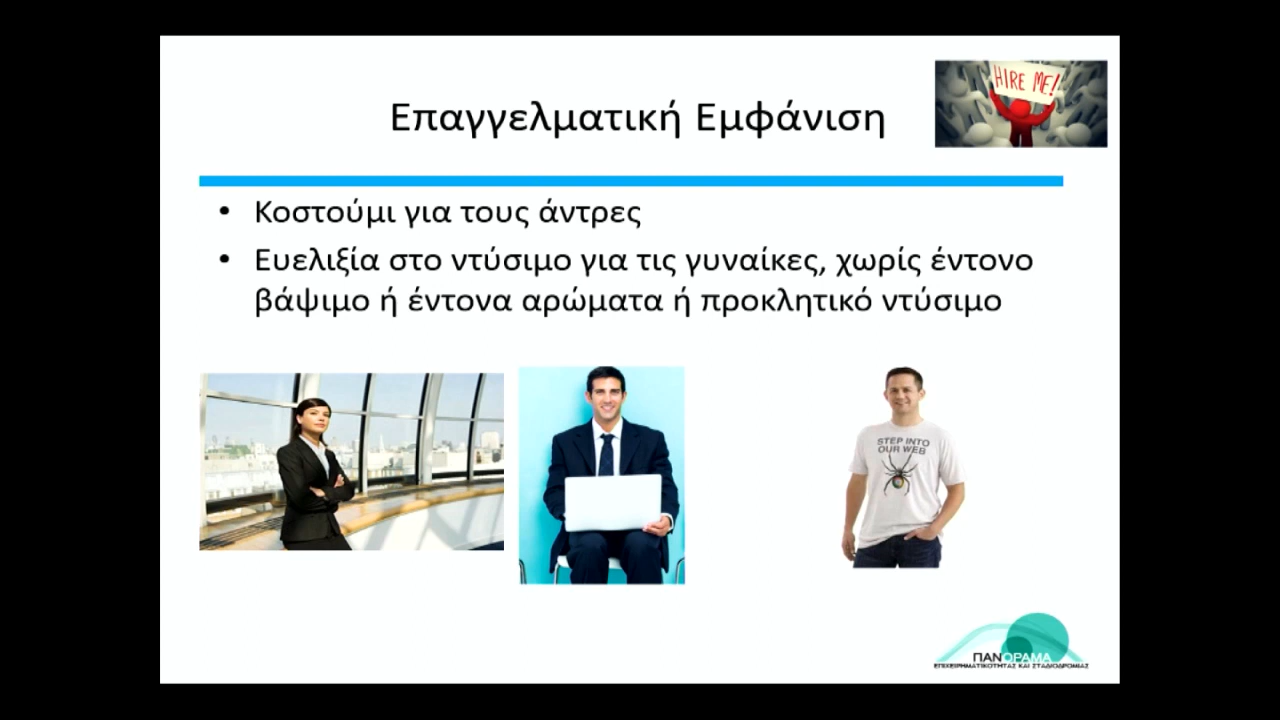 HIRE ME!
Επαγγελματική Εμφάνιση
• Κοστούμι για τους άντρες
• Ευελιξία στο ντύσιμο για τις γυναίκες, χωρίς έντονο
βάψιμο ή έντονα αρώματα ή προκλητικό ντύσιμο
STEP INTO
OUR WEB
ΠΑΝΟΡΑΜΑ
ΕΠΙΧΕΙΡΗΜΑΤΙΚΟΤΗΤΑΣ ΚΑΙ ΣΤΑΔΙΟΔΡΟΜΙΑΣ